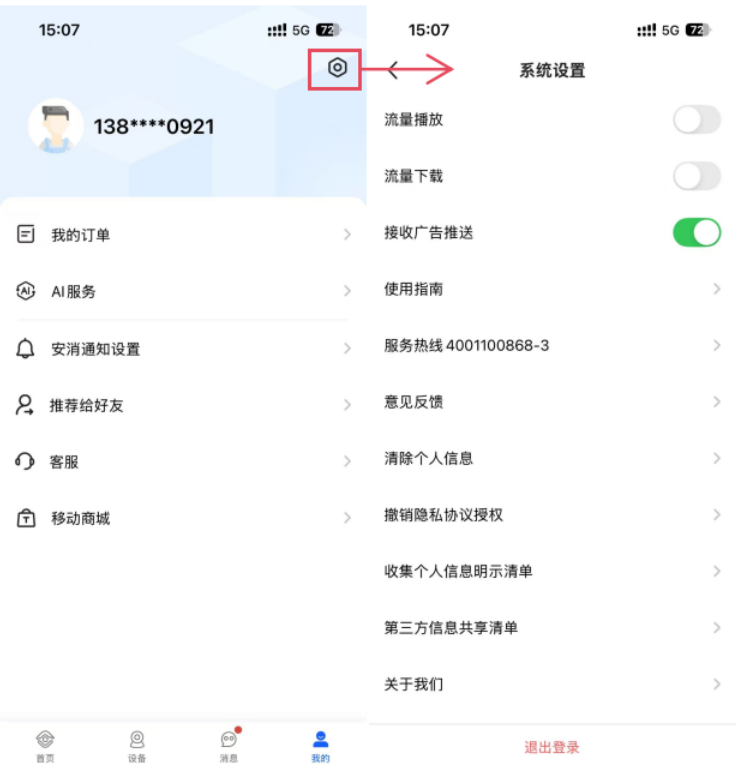 15:07
5G 72
138****0921
我的订单
AI服务
安消通知设置
推荐给好友
客服
移动商城
首页
设备
消息
我的
15:07
5G 72
系统设置
流量播放
流量下载
接收广告推送
使用指南
服务热线 4001100868-3
意见反馈
清除个人信息
撤销隐私协议授权
收集个人信息明示清单
第三方信息共享清单
关于我们
退出登录